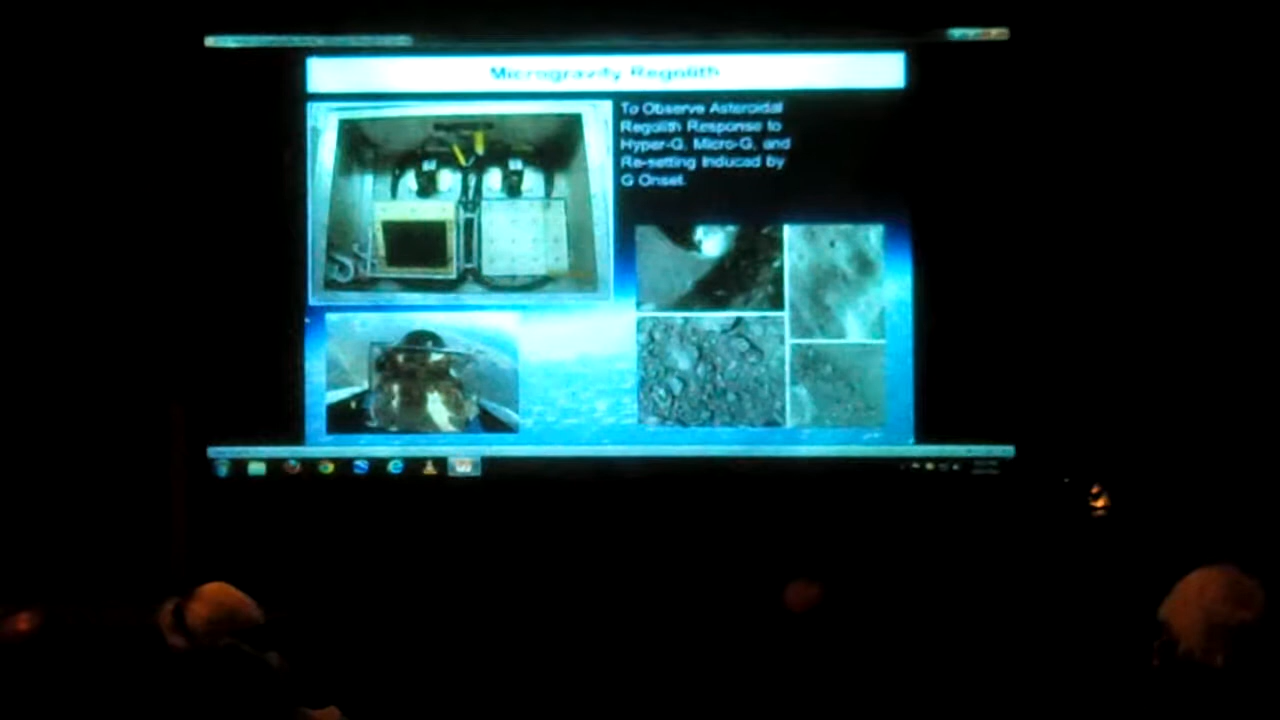 Microgravity Regolith
To Observe Asteroidal
Regolith Response to
Hyper-G, Micro-G, and
Re-setting Induced by
G Onset.